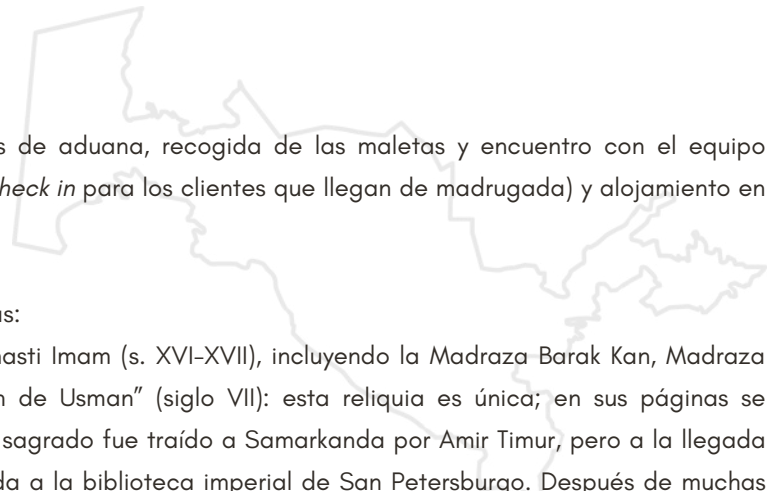 de aduana, recogida de las maletas y encuentro con el equipo
in para los clientes que llegan de madrugada) y alojamiento en
Imam (s. XVI-XVII), incluyendo la Madraza Barak Kan, Madraza
de Usman” (siglo VII): esta reliquia es única; en sus páginas se
sagrado fue traído a Samarkanda por Amir Timur, pero a la llegada
a la biblioteca imperial de San Petersburgo. Después de muchas